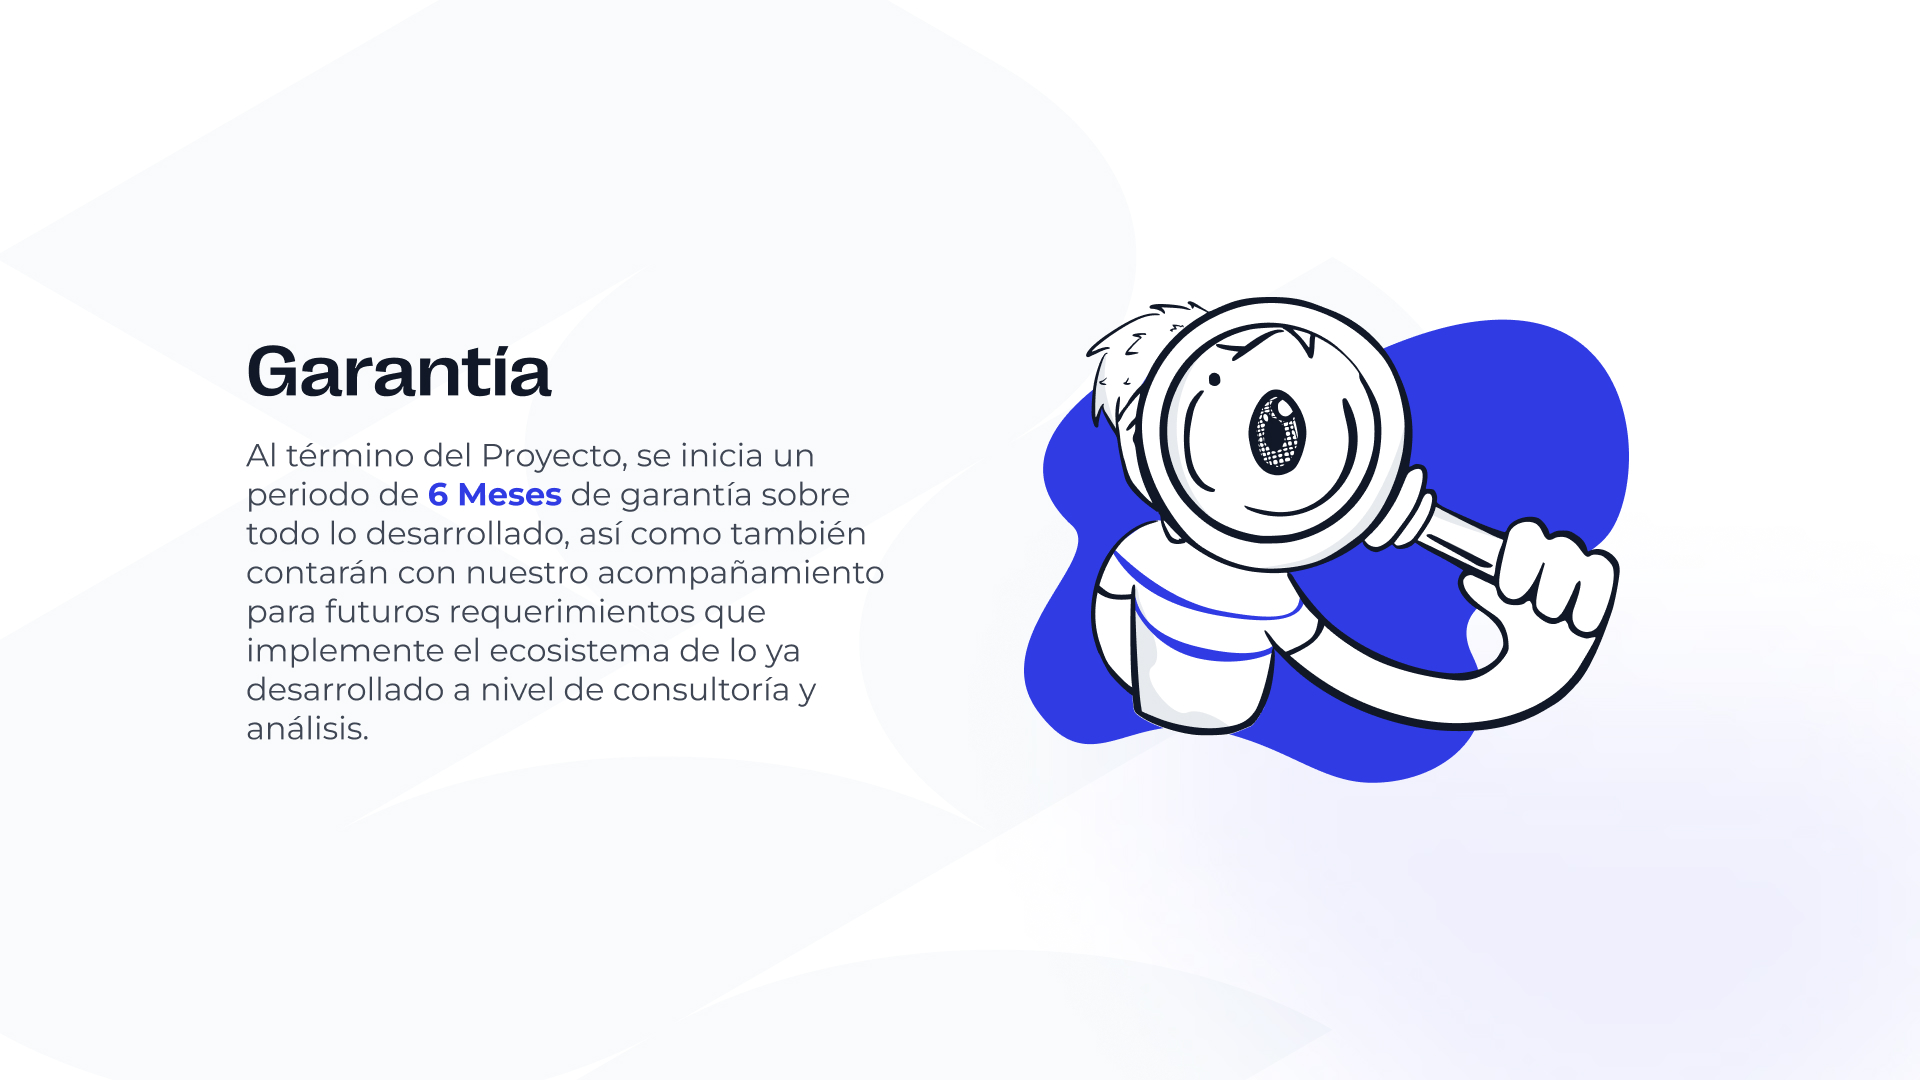 Garantía
Al término del Proyecto, se inicia un
periodo de 6 Meses de garantía sobre
todo lo desarrollado, así como también
contarán con nuestro acompañamiento
para futuros requerimientos que
implemente el ecosistema de lo ya
desarrollado a nivel de consultoría y
análisis.